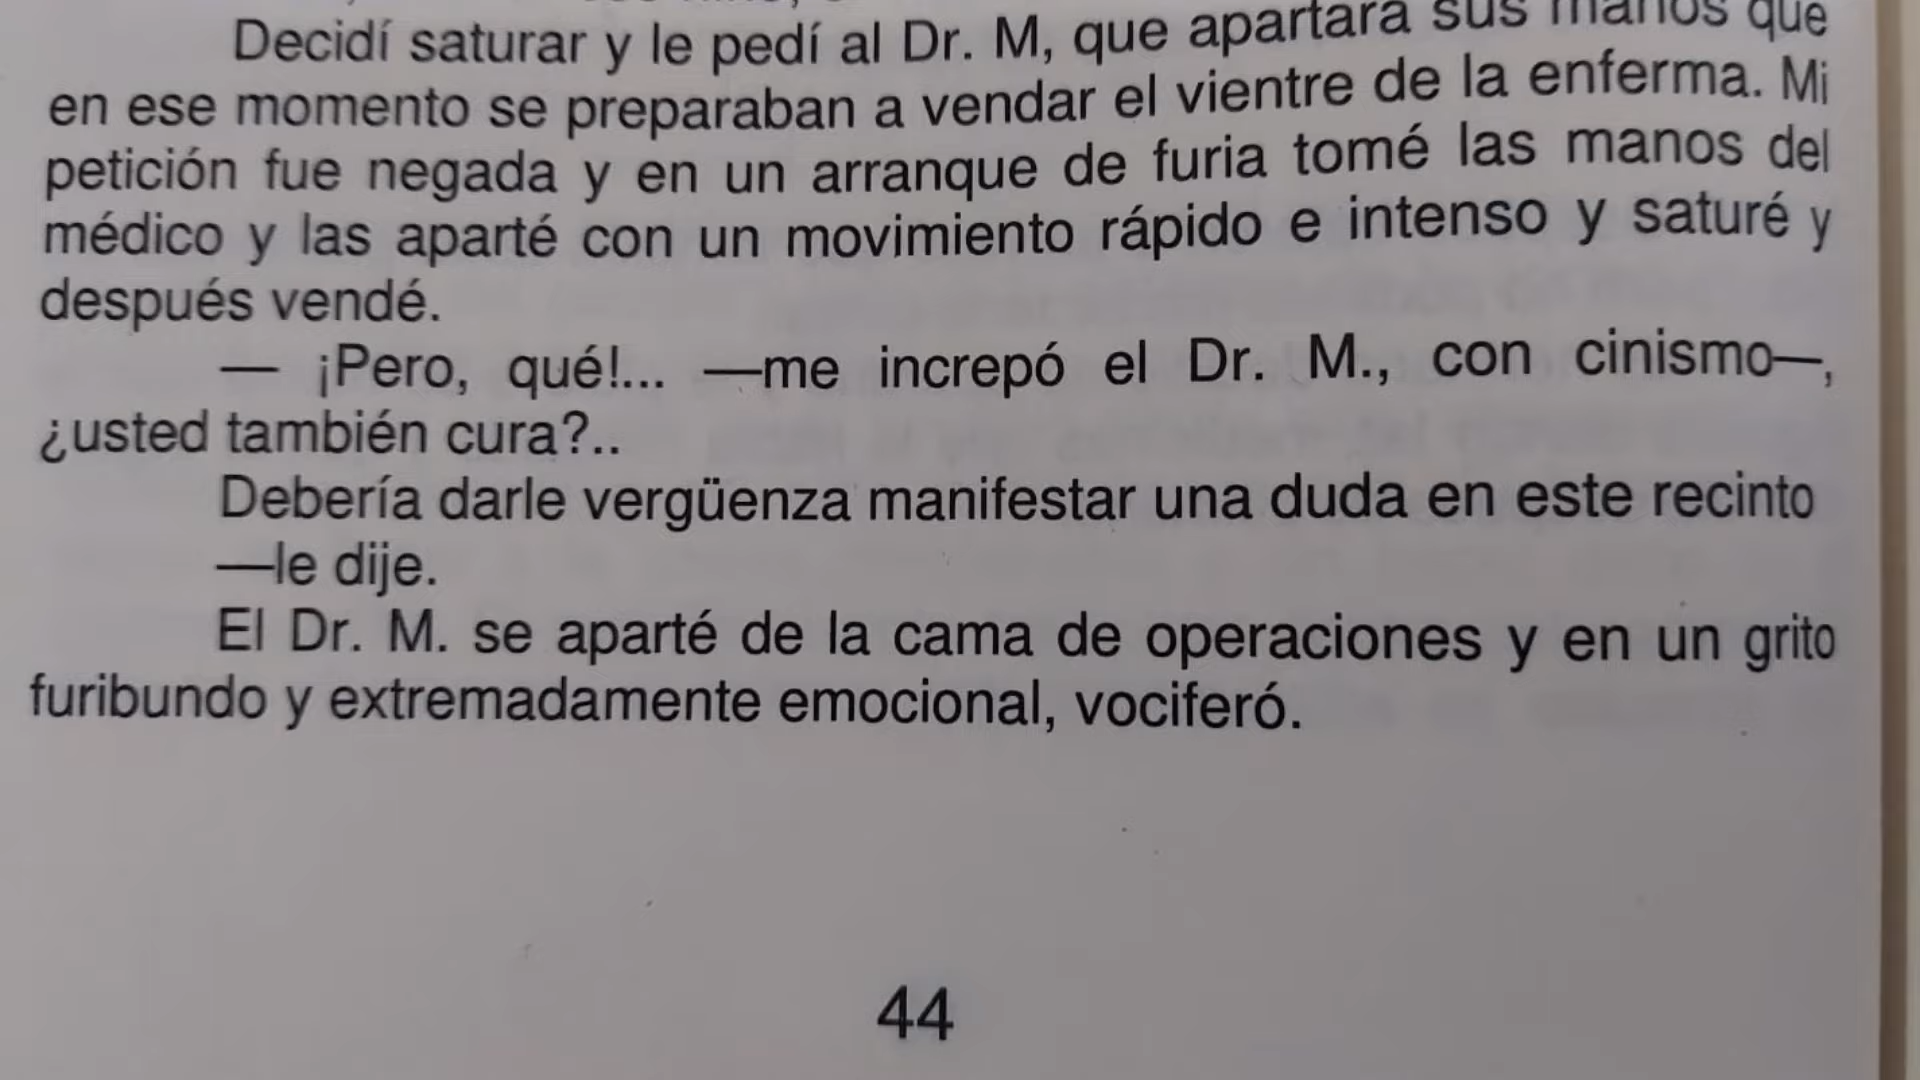 Decidí saturar y le pedí al Dr. M, que apartara sus manos que
en ese momento se preparaban a vendar el vientre de la enferma. Mi
petición fue negada y en un arranque de furia tomé las manos del
médico y las aparté con un movimiento rápido e intenso y saturé y
después vendé.
— ¡Pero, qué!... —me increpó el Dr. M., con cinismo—,
¿usted también cura?..
Debería darle vergüenza manifestar una duda en este recinto
—le dije.
El Dr. M. se aparté de la cama de operaciones y en un grito
furibundo y extremadamente emocional, vociferó.
44